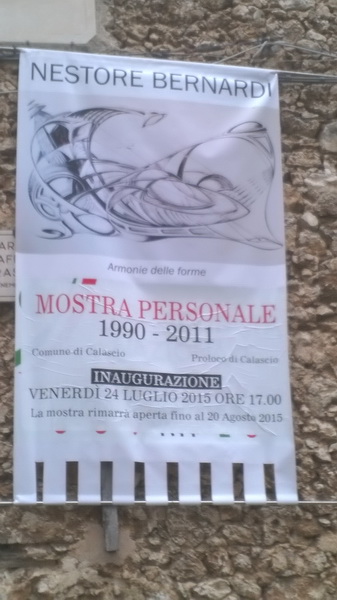 NESTORE BERNARDI
Armonie delle forme
MOSTRA PERSONALE
1990 - 2011
Comune di Calascio Proloco di Calascio
INAUGURAZIONE
VENERDÌ 24 LUGLIO 2015 ORE 17.00
La mostra rimarrà aperta fino al 20 Agosto 2015